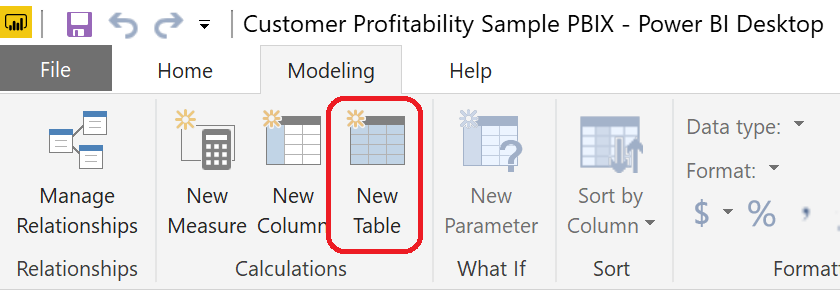 Customer Profitability Sample PBIX - Power BI Desktop
File
Home
Modeling
Help
Manage
Relationships
New
Measure
New
Column
New
Table
New
Parameter
Sort by
Column
Data type:
Format:
$ %
Relationships
Calculations
What If
Sort